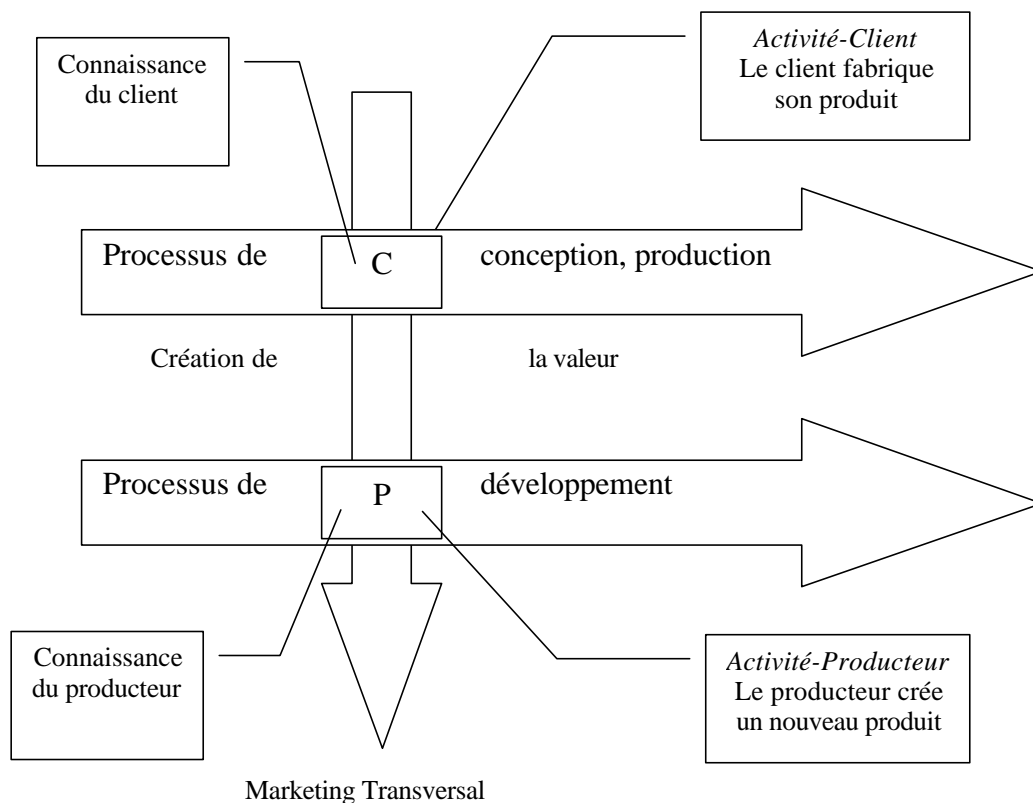 Connaissance
du client
Activité-Client
Le client fabrique
son produit
Processus de
C
conception, production
Création de
la valeur
Processus de
P
développement
Connaissance
du producteur
Activité-Producteur
Le producteur crée
un nouveau produit
Marketing Transversal